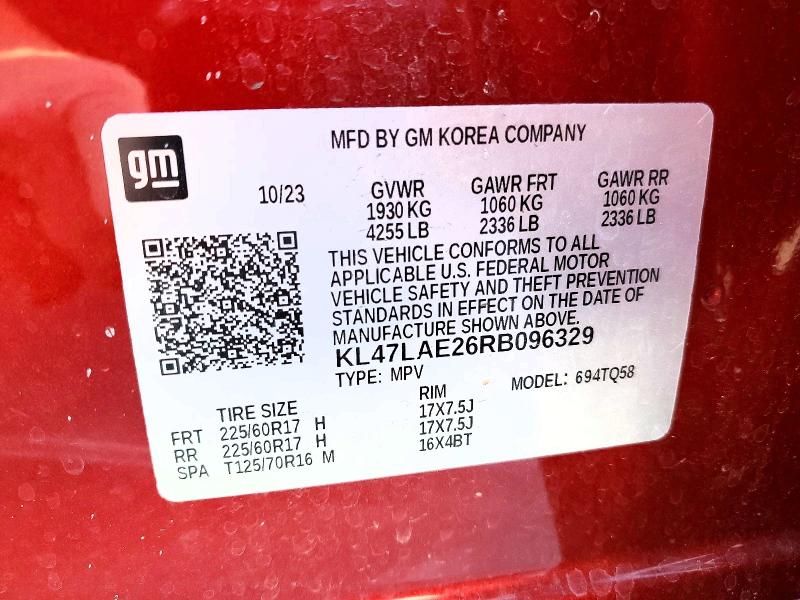 gm
MFD BY GM KOREA COMPANY
10/23 GVWR GAWR FRT GAWR RR
1930 KG 1060 KG 1060 KG
4255 LB 2336 LB 2336 LB
THIS VEHICLE CONFORMS TO ALL
APPLICABLE U.S. FEDERAL MOTOR
VEHICLE SAFETY AND THEFT PREVENTION
STANDARDS IN EFFECT ON THE DATE OF
MANUFACTURE SHOWN ABOVE.
KL47LAE26RB096329
TYPE: MPV MODEL: 694TQ58
TIRE SIZE RIM
FRT 225/60R17 H 17X7.5J
RR 225/60R17 H 17X7.5J
SPA T125/70R16 M 16X4BT